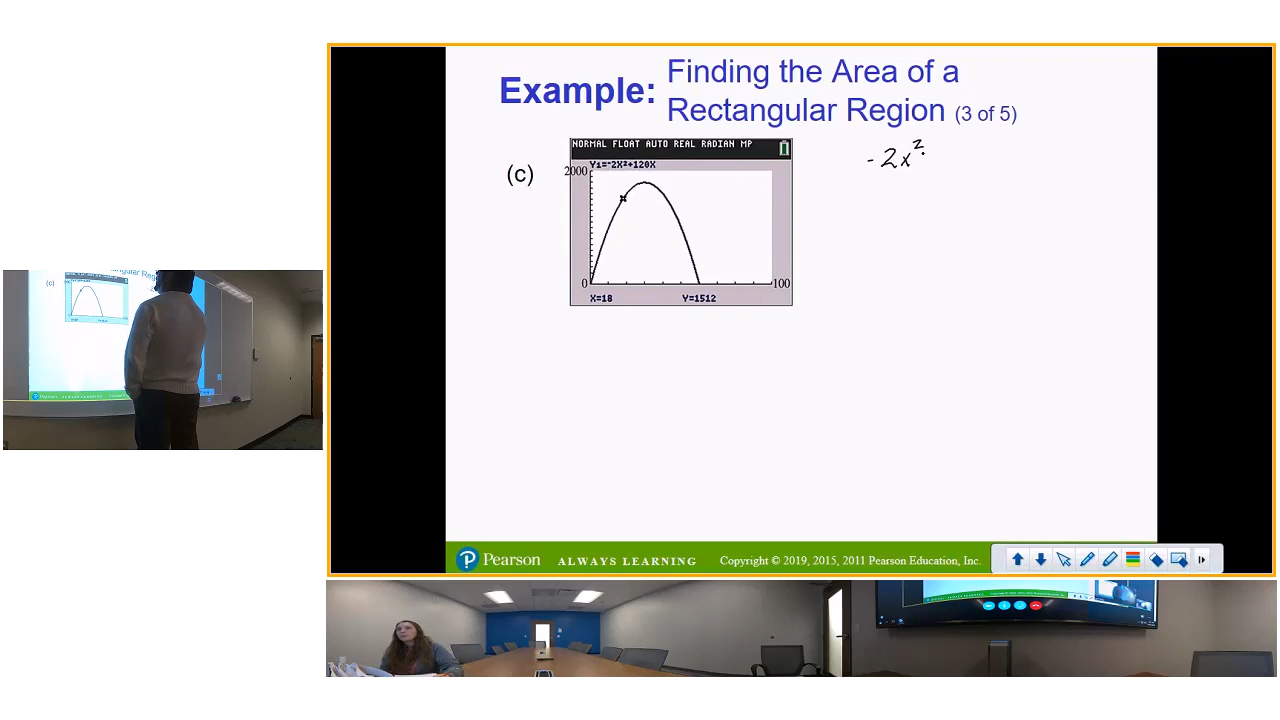 Example:
Finding the Area of a
Rectangular Region (3 of 5)
(c)
NORMAL FLOAT AUTO REAL RADIAN MP
Y1=-2X²+120X
2000
0
100
X=18
Y=1512
-2x²
Pearson
ALWAYS LEARNING
Copyright © 2019, 2015, 2011 Pearson Education, Inc.
(c)